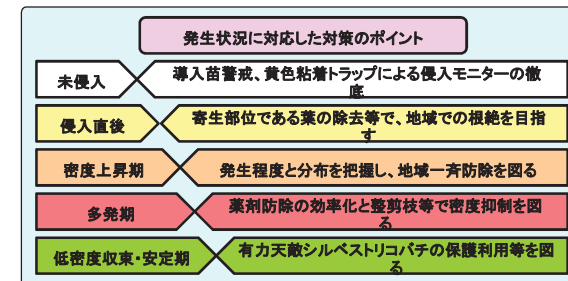 発生状況に対応した対策のポイント
未侵入
導入苗警戒、黄色粘着トラップによる侵入モニターの徹
底
侵入直後
寄生部位である葉の除去等で、地域での根絶を目指
す
密度上昇期
発生程度と分布を把握し、地域一斉防除を図る
多発期
薬剤防除の効率化と整剪枝等で密度抑制を図
る
低密度収束・安定期
有力天敵シルベストリコバチの保護利用等を図
る